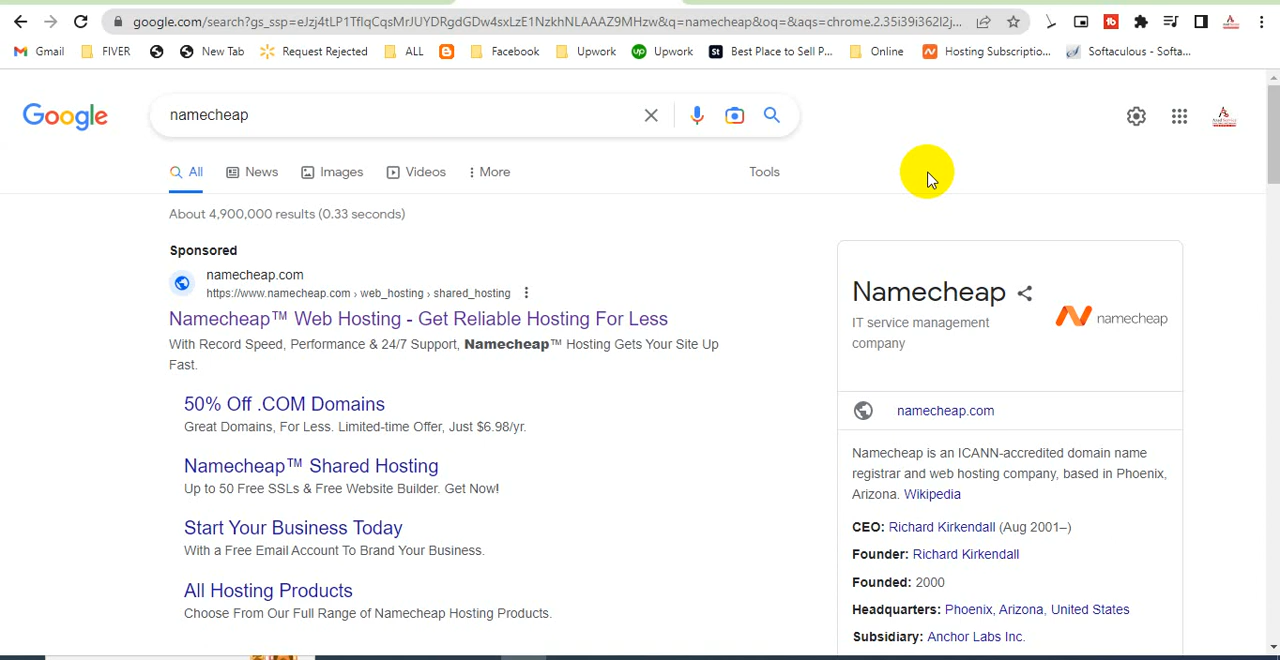 google.com/search?gs_ssp=eJzj4tLP1TflqCqsMrJUYDRgdGDw4sxLzE1NzkhNLAAAZ9MHzw&q=namecheap&oq=&aqs=chrome.2.35i39i362l2j...
Gmail FIVER New Tab Request Rejected ALL Facebook Upwork Upwork Best Place to Sell P... Online Hosting Subscriptio... Softaculous - Softa...
Google
namecheap
All News Images Videos More Tools
About 4,900,000 results (0.33 seconds)
Sponsored
namecheap.com
https://www.namecheap.com › web_hosting › shared_hosting
Namecheap™ Web Hosting - Get Reliable Hosting For Less
With Record Speed, Performance & 24/7 Support, Namecheap™ Hosting Gets Your Site Up
Fast.
50% Off .COM Domains
Great Domains, For Less. Limited-time Offer, Just $6.98/yr.
Namecheap™ Shared Hosting
Up to 50 Free SSLs & Free Website Builder. Get Now!
Start Your Business Today
With a Free Email Account To Brand Your Business.
All Hosting Products
Choose From Our Full Range of Namecheap Hosting Products.
Namecheap
IT service management
company
namecheap
namecheap.com
Namecheap is an ICANN-accredited domain name
registrar and web hosting company, based in Phoenix,
Arizona. Wikipedia
CEO: Richard Kirkendall (Aug 2001–)
Founder: Richard Kirkendall
Founded: 2000
Headquarters: Phoenix, Arizona, United States
Subsidiary: Anchor Labs Inc.